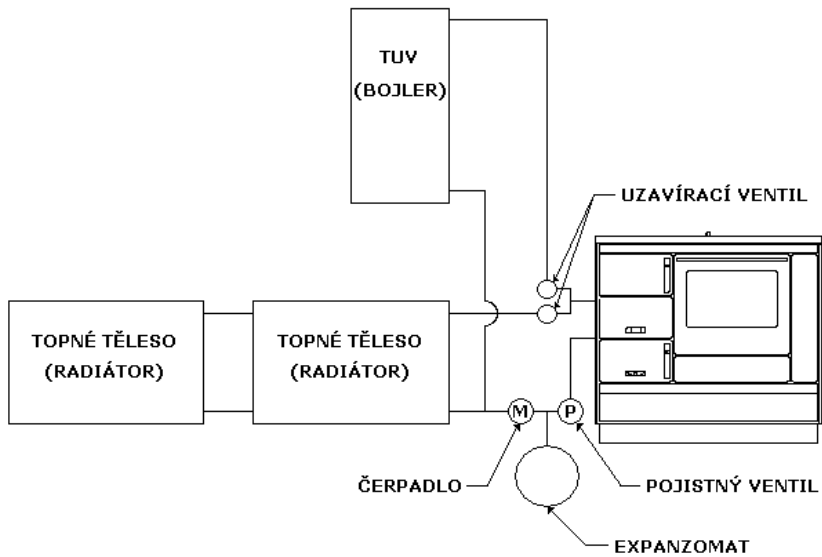 TUV
(BOJLER)
UZAVÍRACÍ VENTIL
TOPNÉ TĚLESO
(RADIÁTOR)
TOPNÉ TĚLESO
(RADIÁTOR)
M
P
ČERPADLO
POJISTNÝ VENTIL
EXPANZOMAT